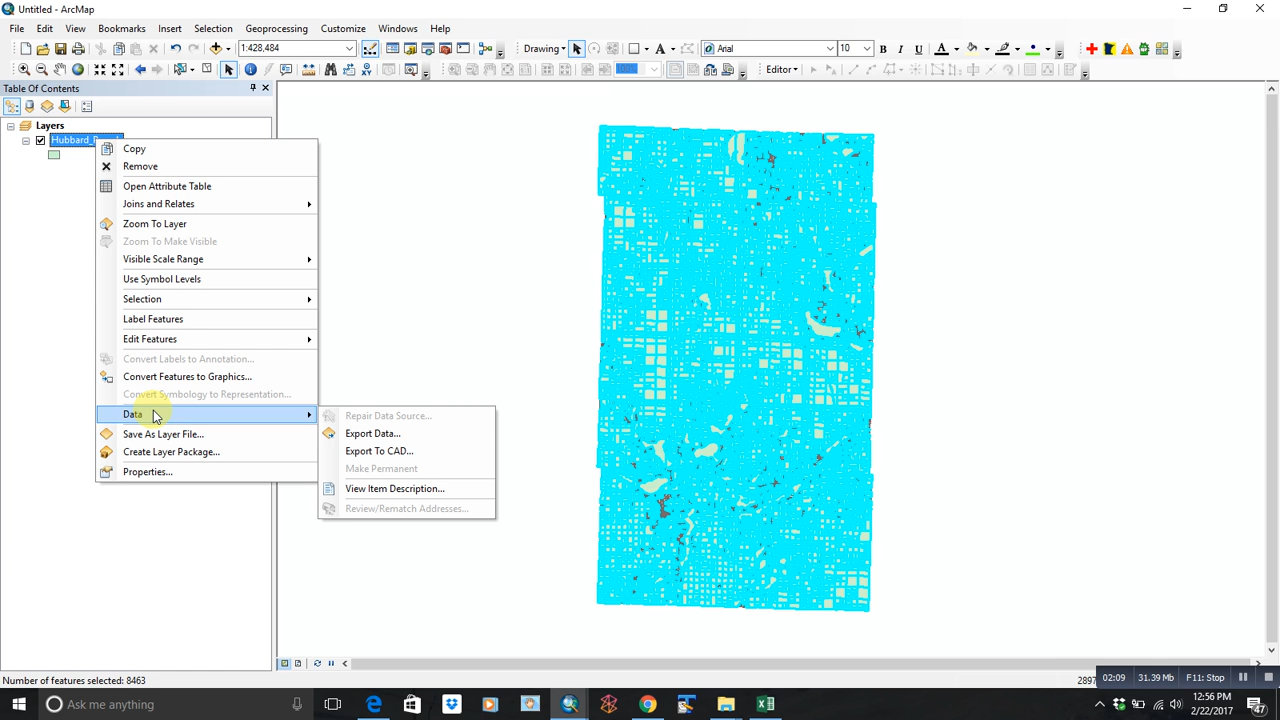 Untitled - ArcMap
File Edit View Bookmarks Insert Selection Geoprocessing Customize Windows Help
1:428,484 Drawing Arial 10 B I U A
100% Editor
Table Of Contents
Layers
Hubbard
Copy
Remove
Open Attribute Table
Joins and Relates
Zoom To Layer
Zoom To Make Visible
Visible Scale Range
Use Symbol Levels
Selection
Label Features
Edit Features
Convert Labels to Annotation...
Convert Features to Graphics...
Convert Symbology to Representation...
Data
Save As Layer File...
Create Layer Package...
Properties...
Repair Data Source...
Export Data...
Export To CAD...
Make Permanent
View Item Description...
Review/Rematch Addresses...
Number of features selected: 8463
2897
02:09 31.39 Mb F11: Stop
Ask me anything
12:56 PM
2/22/2017
47